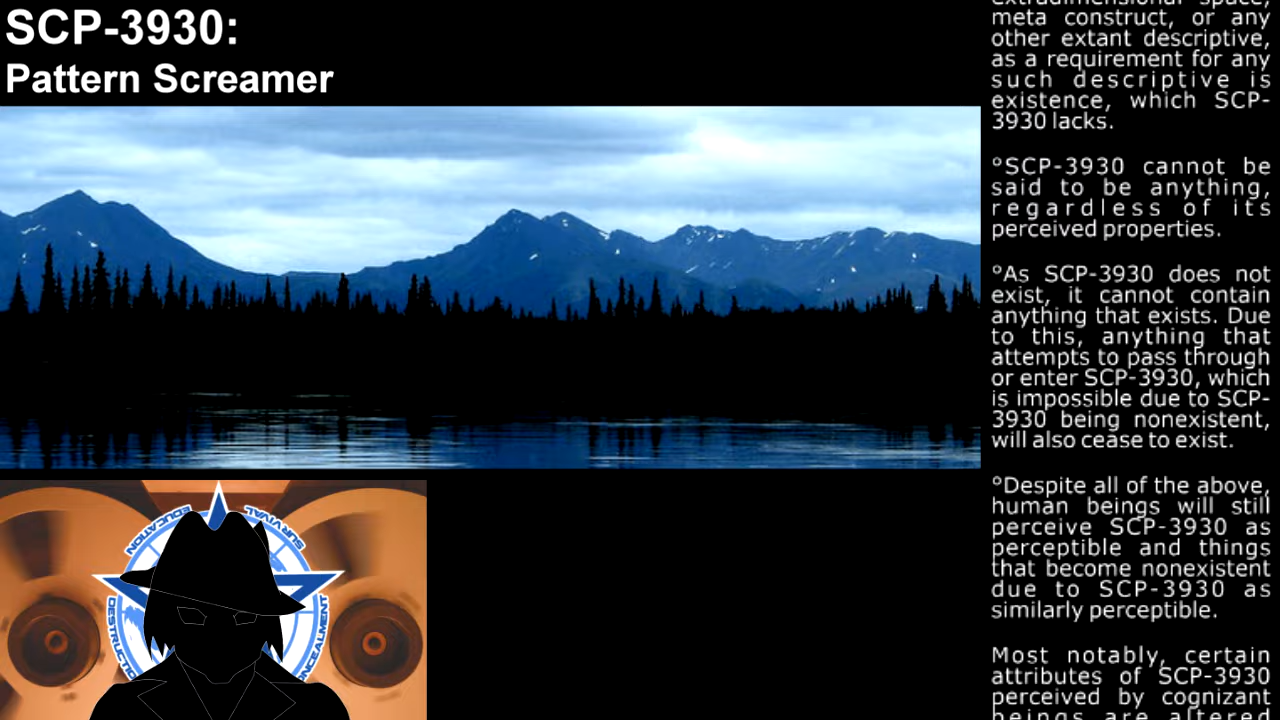 SCP-3930:
Pattern Screamer
extradimensional space,
meta construct, or any
other extant descriptive,
as a requirement for any
such descriptive is
existence, which SCP-
3930 lacks.
°SCP-3930 cannot be
said to be anything,
regardless of its
perceived properties.
°As SCP-3930 does not
exist, it cannot contain
anything that exists. Due
to this, anything that
attempts to pass through
or enter SCP-3930, which
is impossible due to SCP-
3930 being nonexistent,
will also cease to exist.
°Despite all of the above,
human beings will still
perceive SCP-3930 as
perceptible and things
that become nonexistent
due to SCP-3930 as
similarly perceptible.
Most notably, certain
attributes of SCP-3930
perceived by cognizant
beings are altered
EDUCATION
SURVIVAL